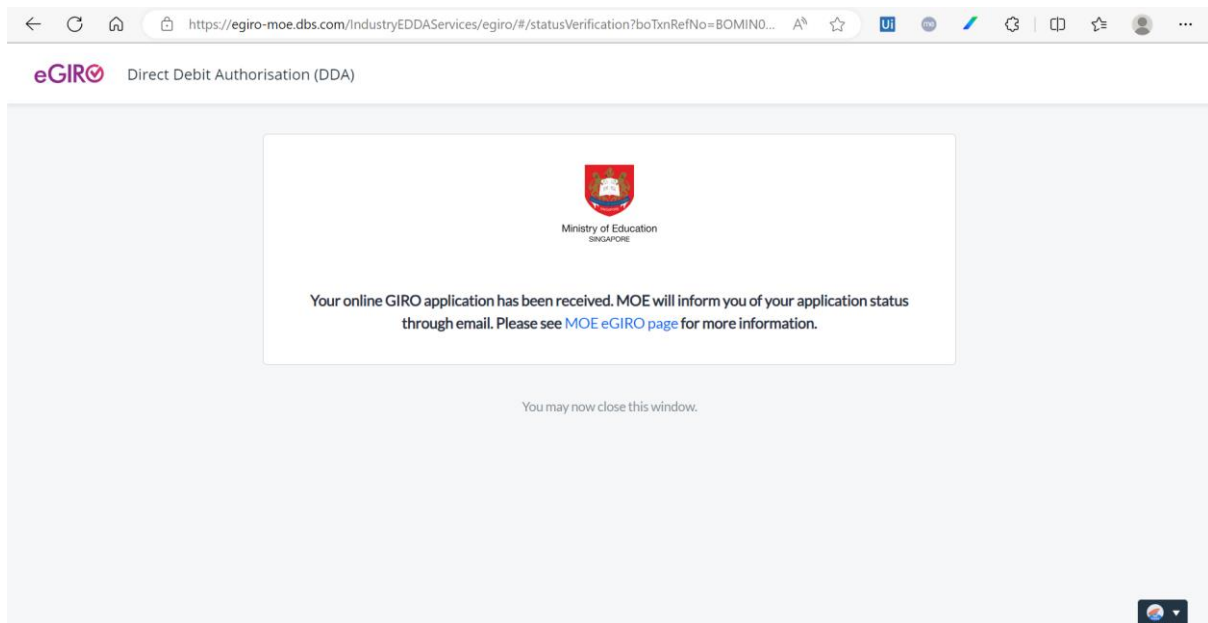 https://egiro-moe.dbs.com/IndustryEDDAServices/egiro/#/statusVerification?boTxnRefNo=BOMIN0...
eGIRO
Direct Debit Authorisation (DDA)
Ministry of Education
SINGAPORE
Your online GIRO application has been received. MOE will inform you of your application status
through email. Please see MOE eGIRO page for more information.
You may now close this window.